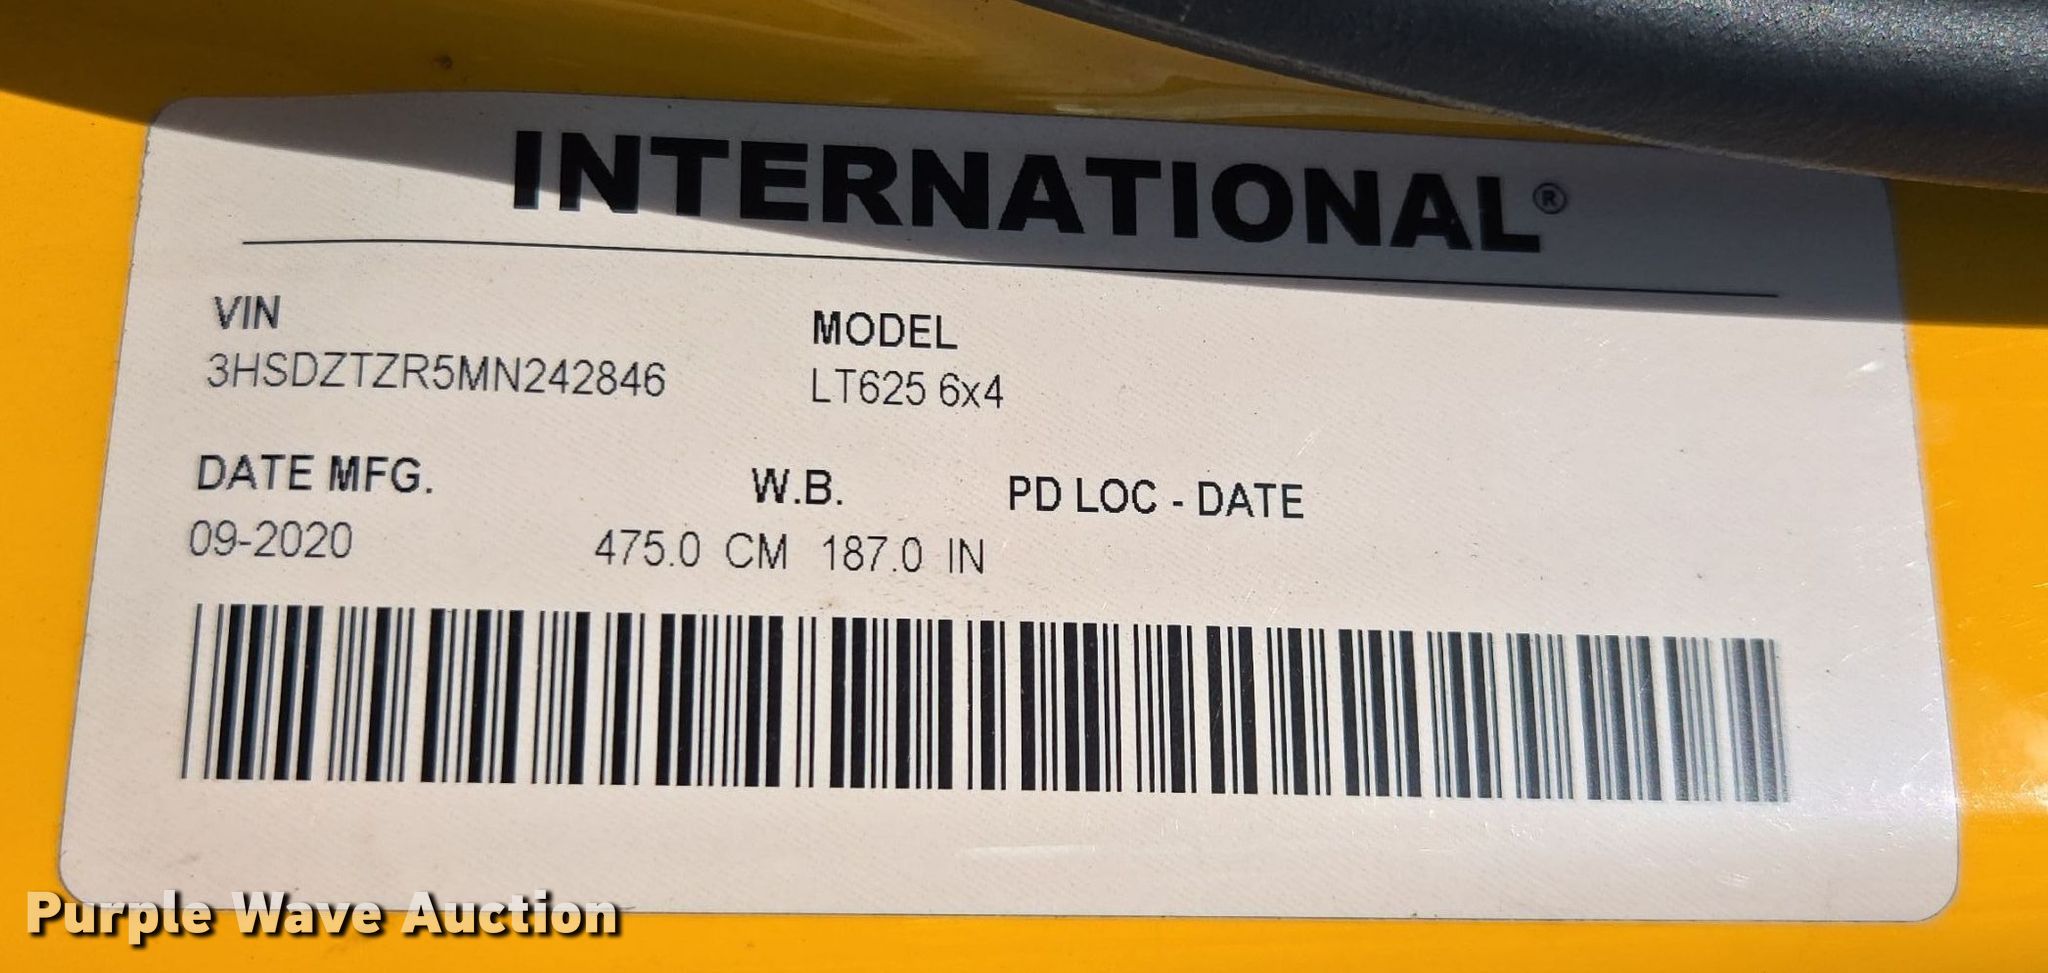 INTERNATIONAL®
VIN
3HSDZTZR5MN242846
MODEL
LT625 6x4
DATE MFG.
09-2020
W.B.
475.0 CM 187.0 IN
PD LOC - DATE
Purple Wave Auction